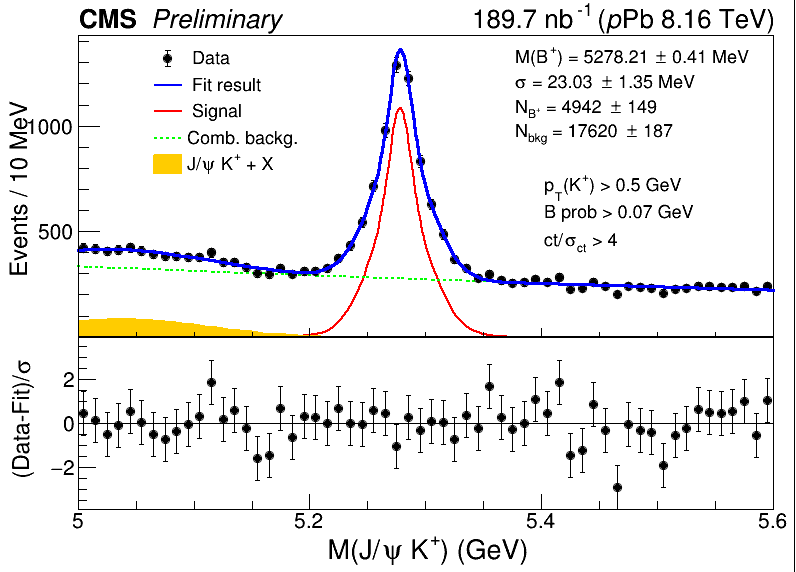 CMS Preliminary 189.7 nb⁻¹ (pPb 8.16 TeV)
Data
Fit result
Signal
Comb. backg.
J/ψ K⁺ + X
M(B⁺) = 5278.21 ± 0.41 MeV
σ = 23.03 ± 1.35 MeV
N_B⁺ = 4942 ± 149
N_bkg = 17620 ± 187
p_T(K⁺) > 0.5 GeV
B prob > 0.07 GeV
ct/σ_ct > 4
Events / 10 MeV
1000
500
(Data-Fit)/σ
2
0
−2
5 5.2 5.4 5.6
M(J/ψ K⁺) (GeV)